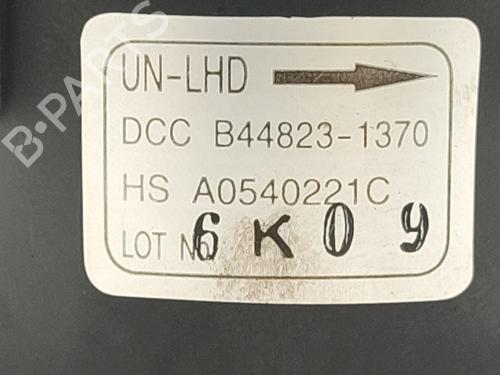 UN-LHD
DCC B44823-1370
HS A0540221C
LOT No. 6K09
B-PARTS